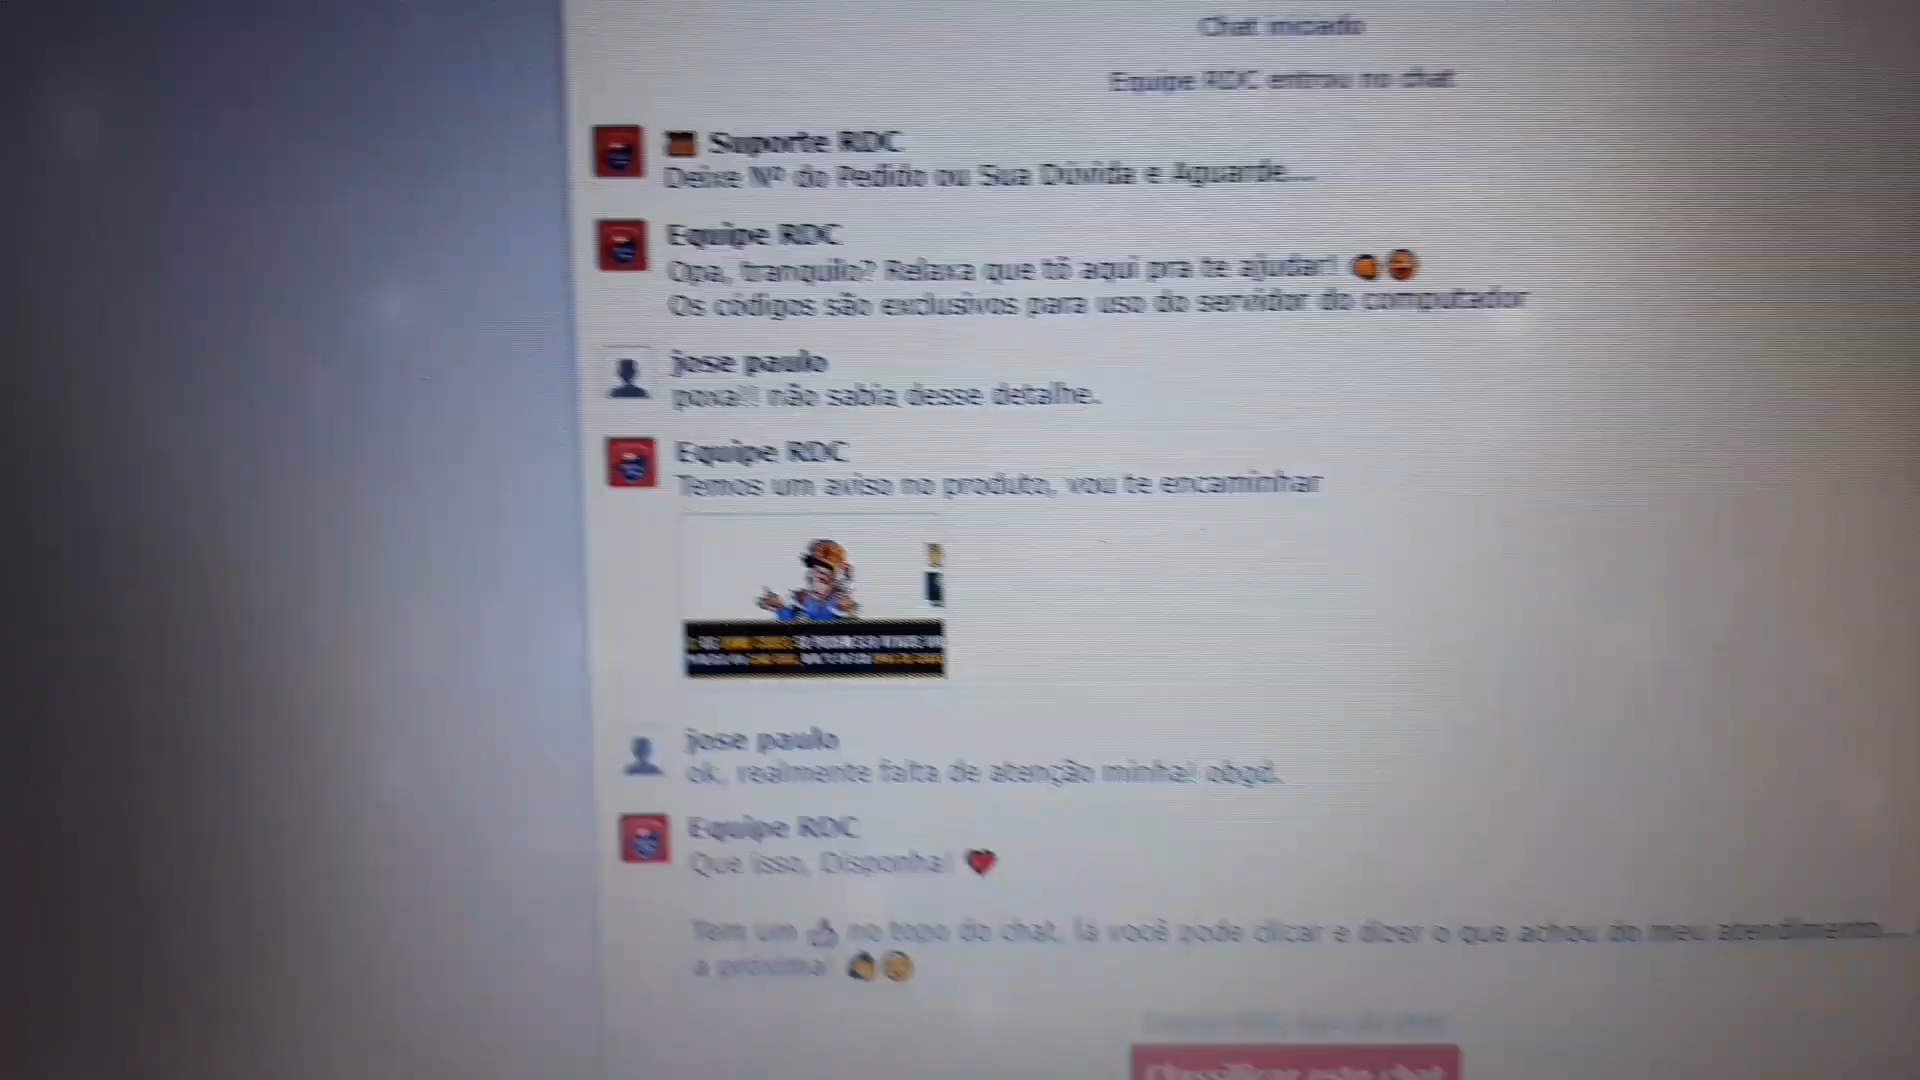 Chat iniciado
Equipe RDC entrou no chat
Suporte RDC
Deixe Nº do Pedido ou Sua Dúvida e Aguarde...
Equipe RDC
Opa, tranquilo? Relaxa que tô aqui pra te ajudar!
Os códigos são exclusivos para uso do servidor do computador
jose paulo
poxa!! não sabia desse detalhe.
Equipe RDC
Temos um aviso no produto, vou te encaminhar
jose paulo
ok, realmente falta de atenção minha! obgd.
Equipe RDC
Que isso, Disponha! ❤
Tem um 👍 no topo do chat, lá você pode clicar e dizer o que achou do meu atendimento...
a próxima!
Classificar este chat